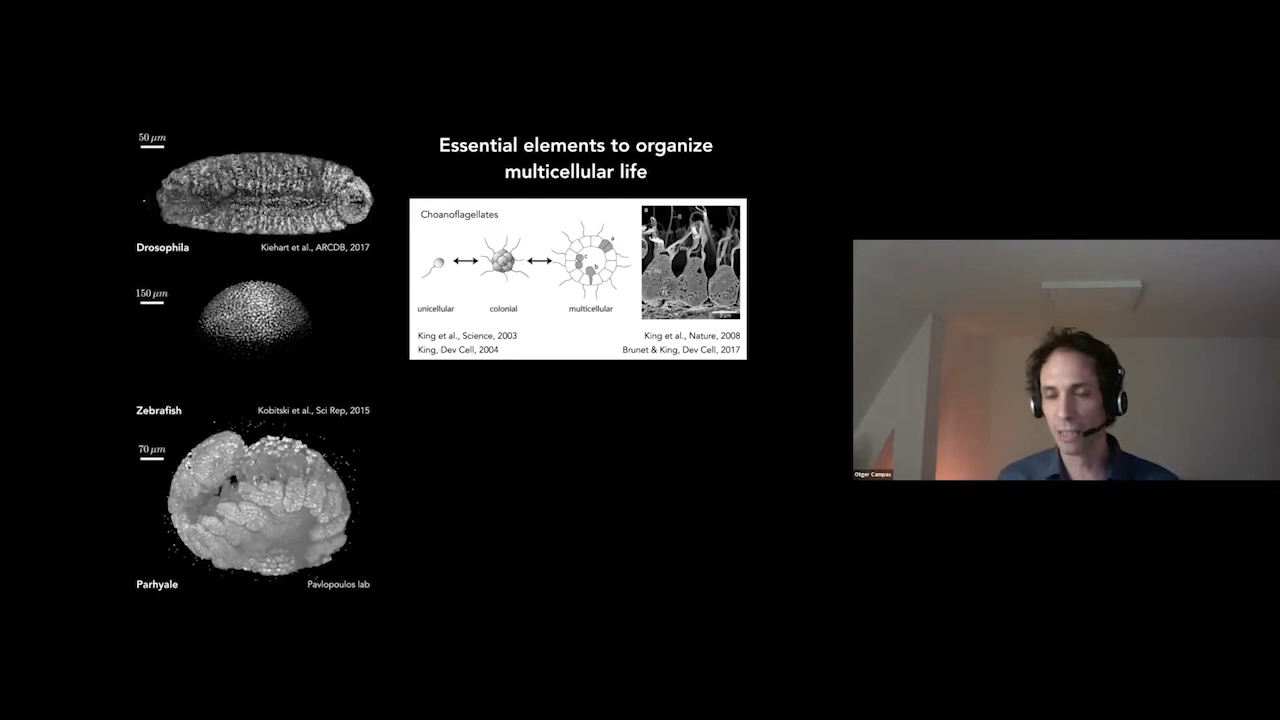 50 μm
Drosophila
Kiehart et al., ARCDB, 2017
150 μm
Zebrafish
Kobitski et al., Sci Rep, 2015
70 μm
Parhyale
Pavlopoulos lab
Essential elements to organize
multicellular life
Choanoflagellates
a
c
b
unicellular
colonial
multicellular
King et al., Science, 2003
King, Dev Cell, 2004
King et al., Nature, 2008
Brunet & King, Dev Cell, 2017
Otger Campas